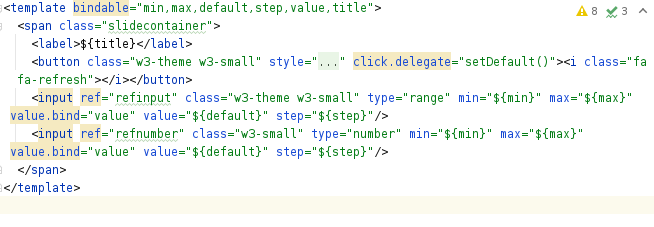 <template bindable="min,max,default,step,value,title">
8 3
<span class="slidecontainer">
<label>${title}</label>
<button class="w3-theme w3-small" style="..." click.delegate="setDefault()"><i class="fa
fa-refresh"></i></button>
<input ref="refinput" class="w3-theme w3-small" type="range" min="${min}" max="${max}"
value.bind="value" value="${default}" step="${step}"/>
<input ref="refnumber" class="w3-small" type="number" min="${min}" max="${max}"
value.bind="value" value="${default}" step="${step}"/>
</span>
</template>